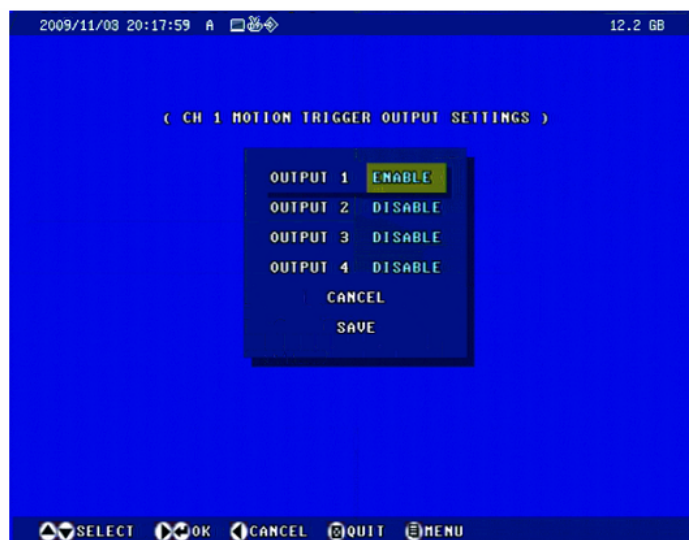 2009/11/03 20:17:59 A 12.2 GB
( CH 1 MOTION TRIGGER OUTPUT SETTINGS )
OUTPUT 1 ENABLE
OUTPUT 2 DISABLE
OUTPUT 3 DISABLE
OUTPUT 4 DISABLE
CANCEL
SAVE
SELECT OK CANCEL QUIT MENU